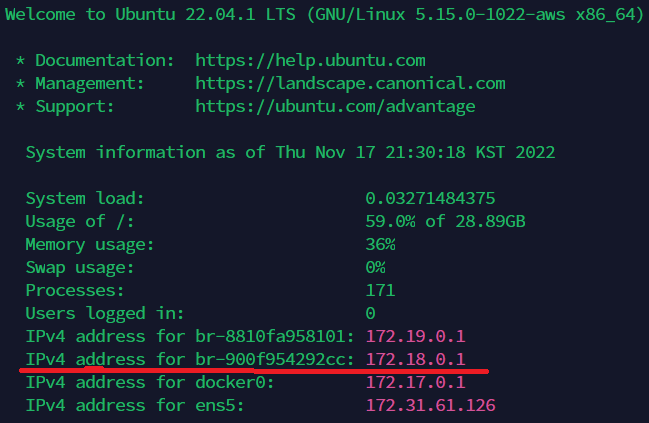 Welcome to Ubuntu 22.04.1 LTS (GNU/Linux 5.15.0-1022-aws x86_64)
* Documentation: https://help.ubuntu.com
* Management: https://landscape.canonical.com
* Support: https://ubuntu.com/advantage
System information as of Thu Nov 17 21:30:18 KST 2022
System load: 0.03271484375
Usage of /: 59.0% of 28.89GB
Memory usage: 36%
Swap usage: 0%
Processes: 171
Users logged in: 0
IPv4 address for br-8810fa958101: 172.19.0.1
IPv4 address for br-900f954292cc: 172.18.0.1
IPv4 address for docker0: 172.17.0.1
IPv4 address for ens5: 172.31.61.126